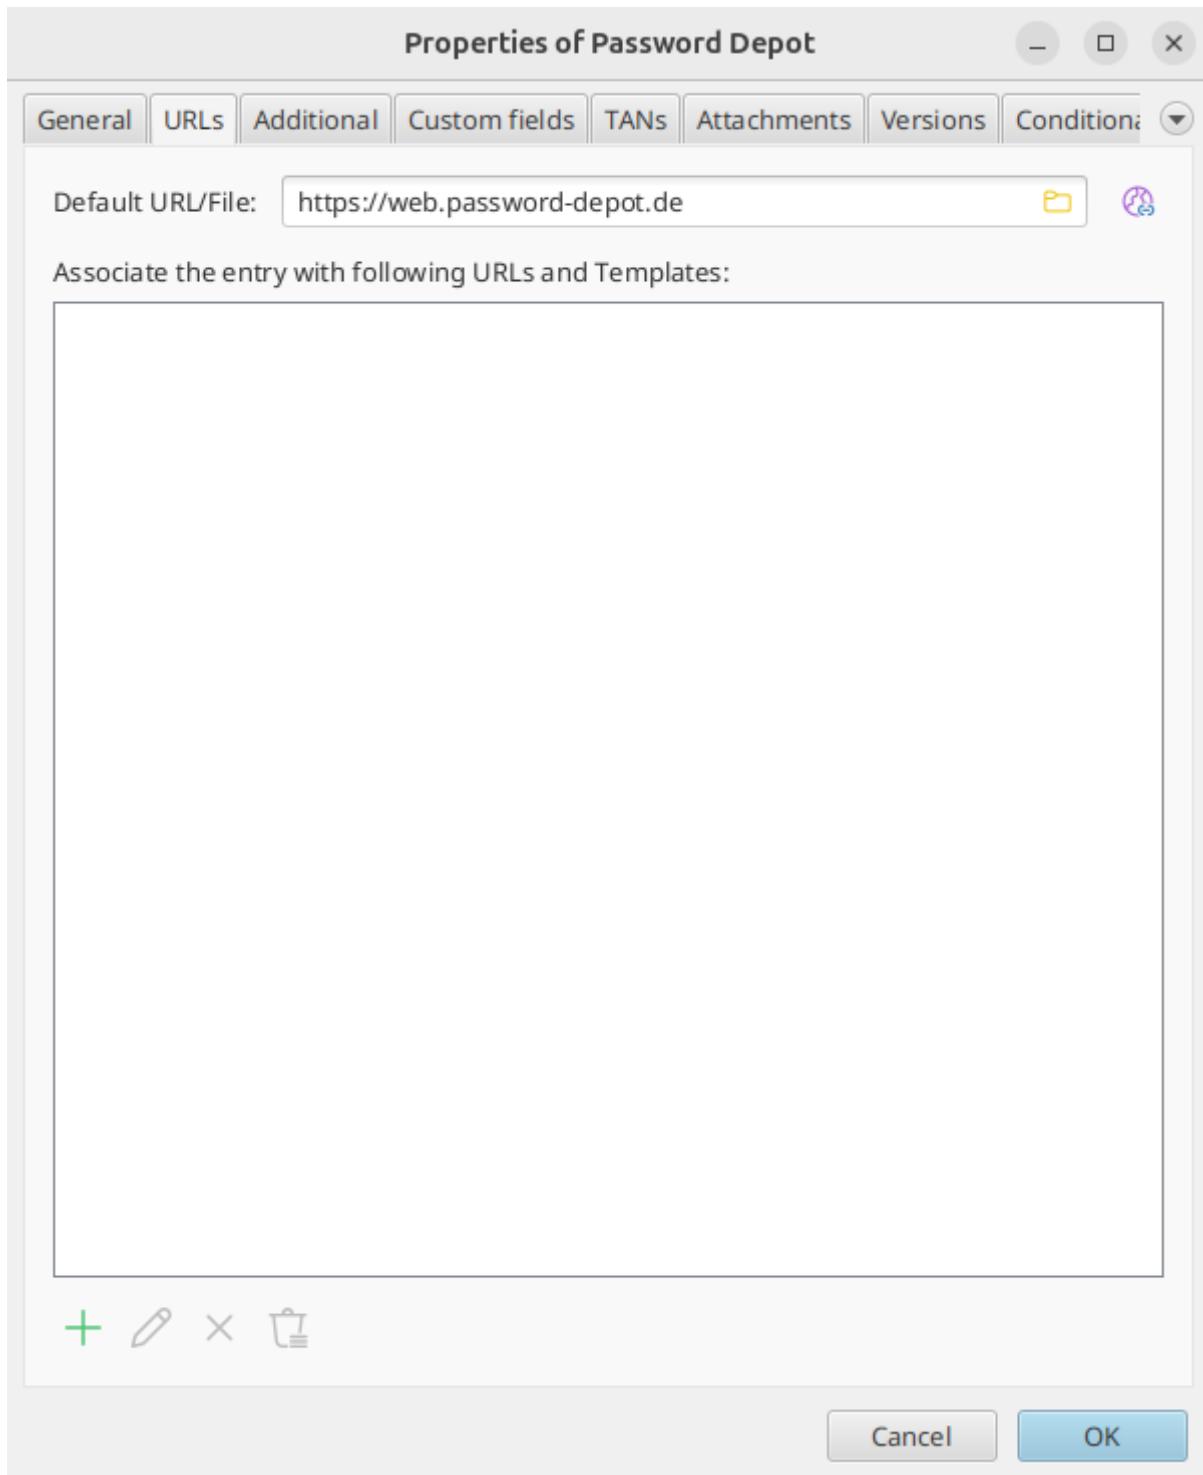 Properties of Password Depot
General URLs Additional Custom fields TANs Attachments Versions Conditiona
Default URL/File: https://web.password-depot.de
Associate the entry with following URLs and Templates:
Cancel OK